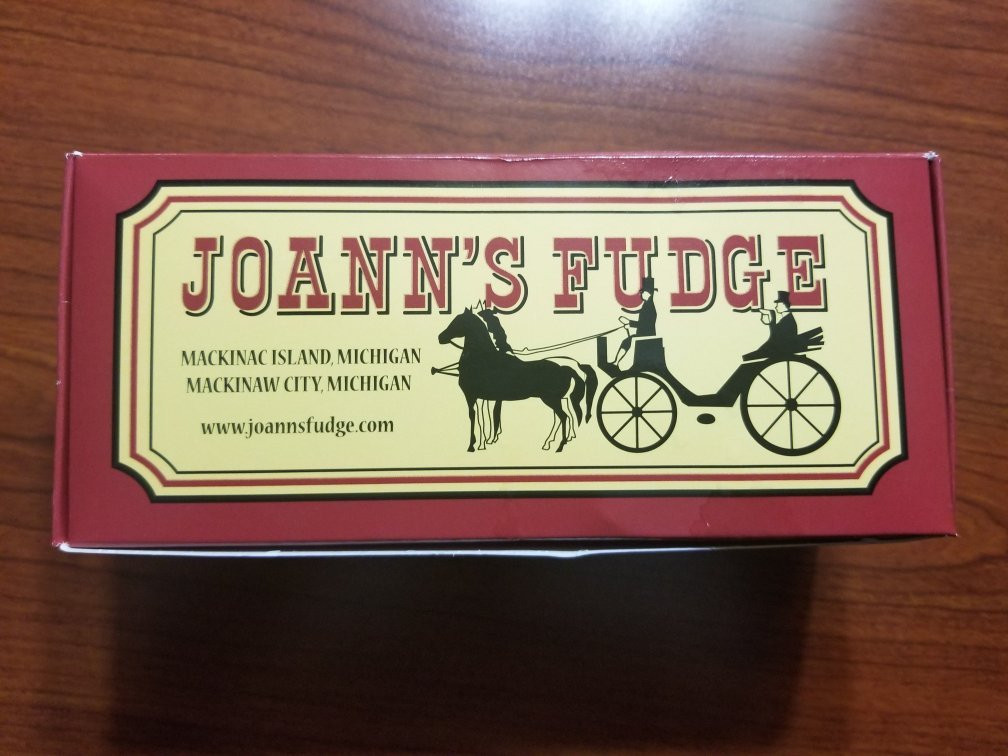 JOANN'S FUDGE
MACKINAC ISLAND, MICHIGAN
MACKINAW CITY, MICHIGAN
www.joannsfudge.com